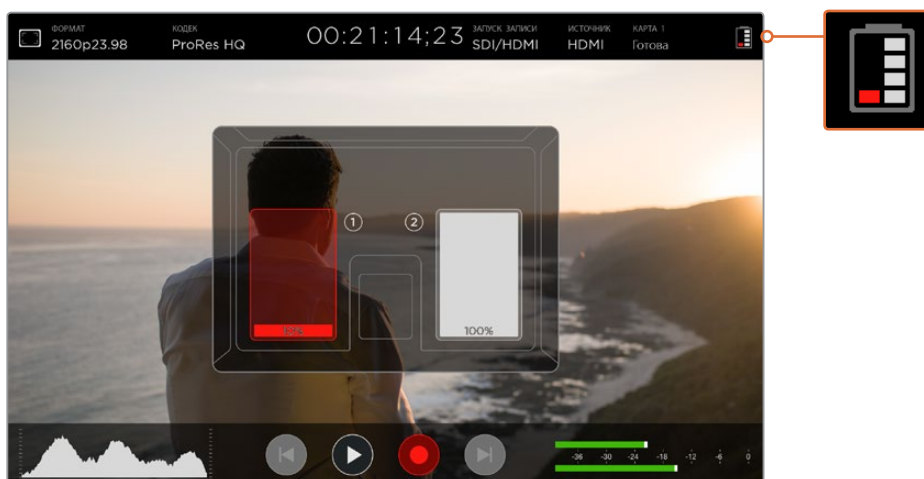 ФОРМАТ
2160p23.98
КОДЕК
ProRes HQ
00:21:14;23
ЗАПУСК ЗАПИСИ
SDI/HDMI
ИСТОЧНИК
HDMI
КАРТА 1
Готова
1
2
100%
-36 -30 -24 -18 -12 -6 0